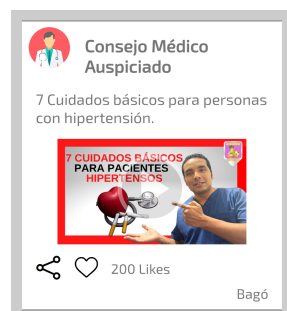 Consejo Médico
Auspiciado
7 Cuidados básicos para personas
con hipertensión.
7 CUIDADOS BÁSICOS
PARA PACIENTES
HIPERTENSOS
200 Likes
Bagó